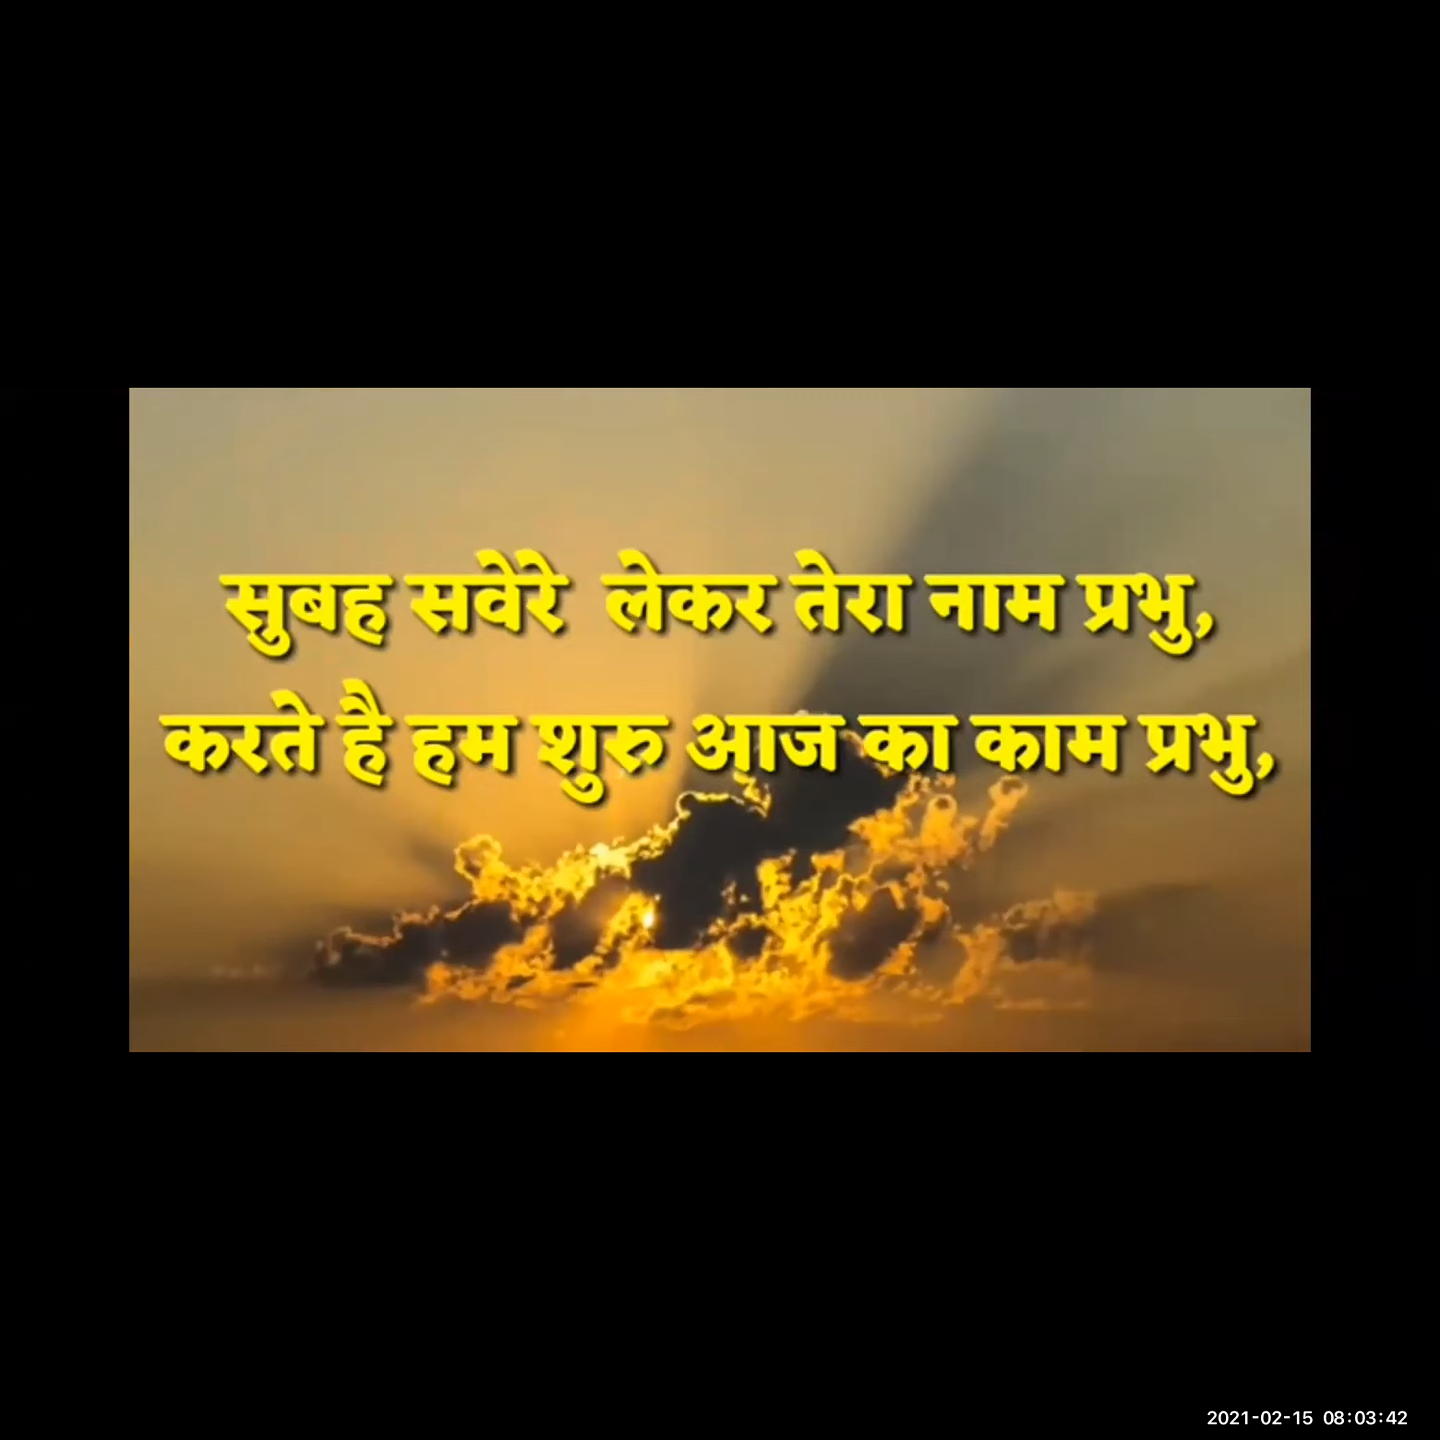 सुबह सवेरे लेकर तेरा नाम प्रभु,
करते है हम शुरु आज का काम प्रभु,
2021-02-15 08:03:42